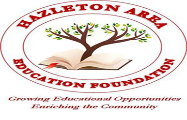 HAZLETON AREA
EDUCATION FOUNDATION
Growing Educational Opportunities
Enriching the Community